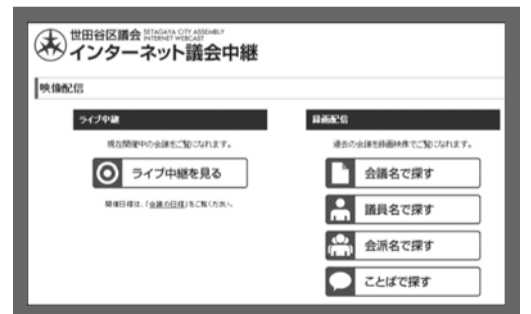 世田谷区議会 SETAGAYA CITY ASSEMBLY
INTERNET WEBCAST
インターネット議会中継
映像配信
ライブ中継
現在開催中の会議をご覧になれます。
ライブ中継を見る
開催日程は、「会議の日程」をご覧ください。
録画配信
過去の会議を録画映像でご覧になれます。
会議名で探す
議員名で探す
会派名で探す
ことばで探す